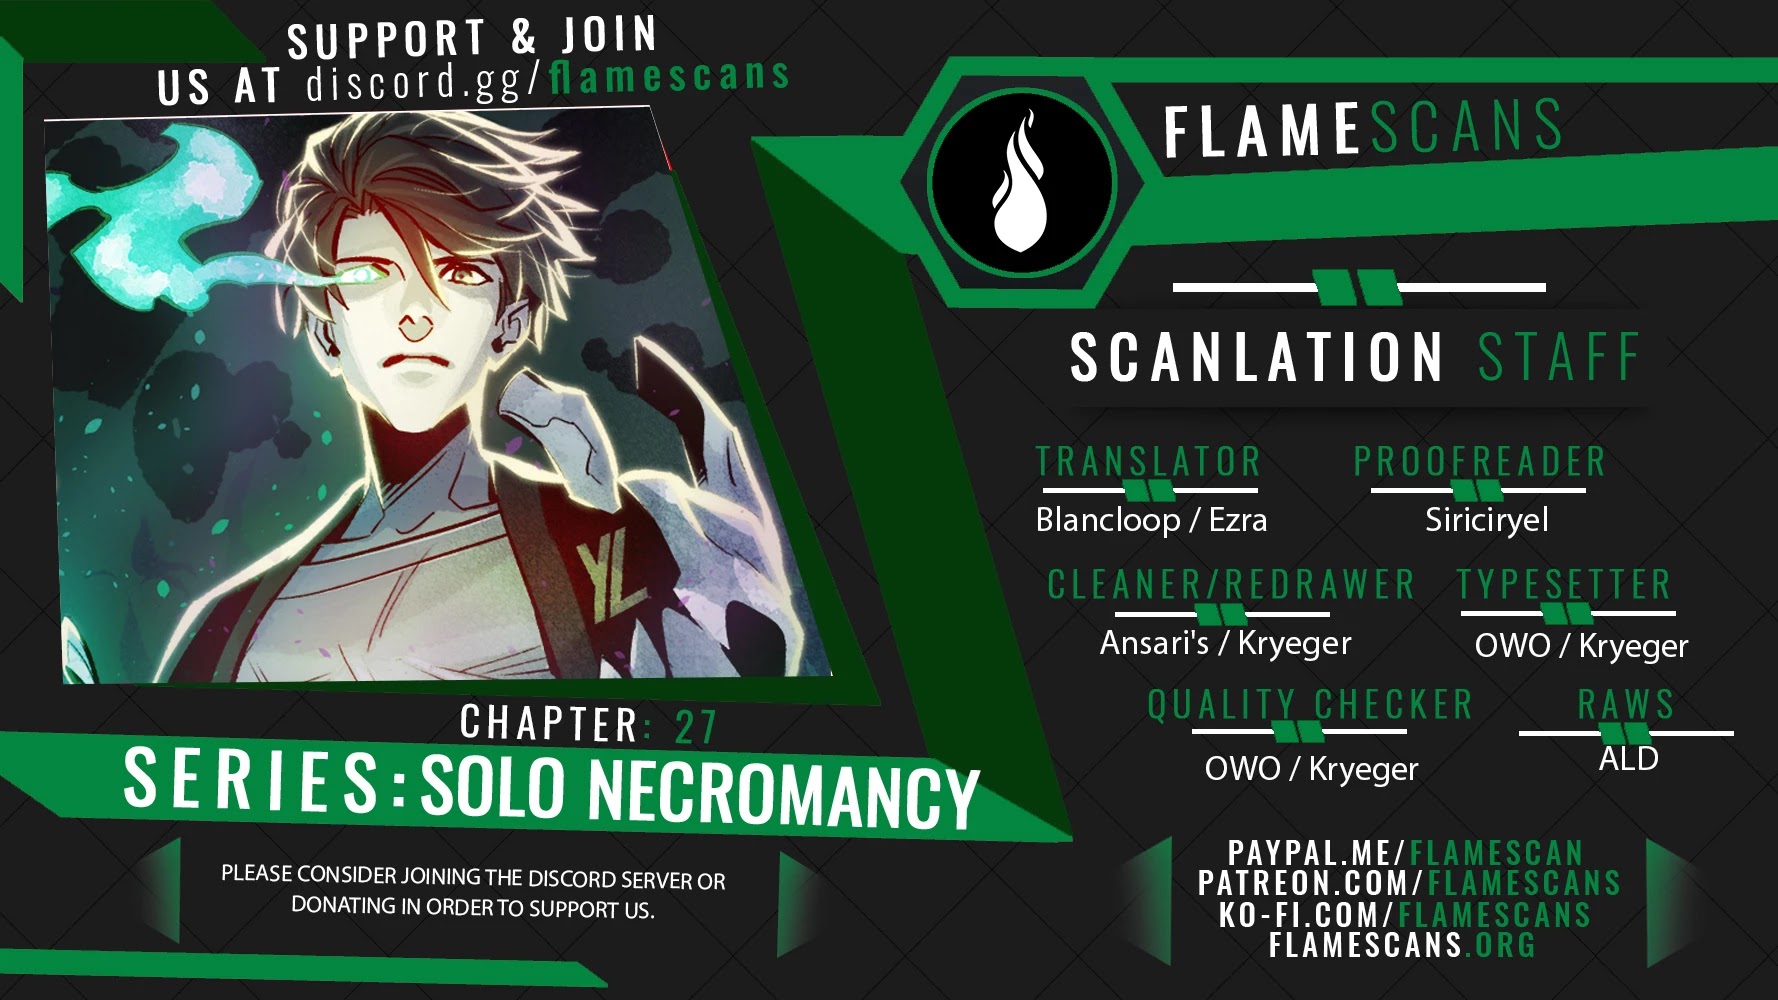 SUPPORT & JOIN
US AT discord.gg/flamescans
YL
CHAPTER: 27
SERIES: SOLO NECROMANCY
PLEASE CONSIDER JOINING THE DISCORD SERVER OR
DONATING IN ORDER TO SUPPORT US.
FLAMESCANS
SCANLATION STAFF
TRANSLATOR
Blancloop / Ezra
PROOFREADER
Siriciryel
CLEANER/REDRAWER
Ansari's / Kryeger
TYPESETTER
OWO / Kryeger
QUALITY CHECKER
OWO / Kryeger
RAWS
ALD
PAYPAL.ME/FLAMESCAN
PATREON.COM/FLAMESCANS
KO-FI.COM/FLAMESCANS
FLAMESCANS.ORG